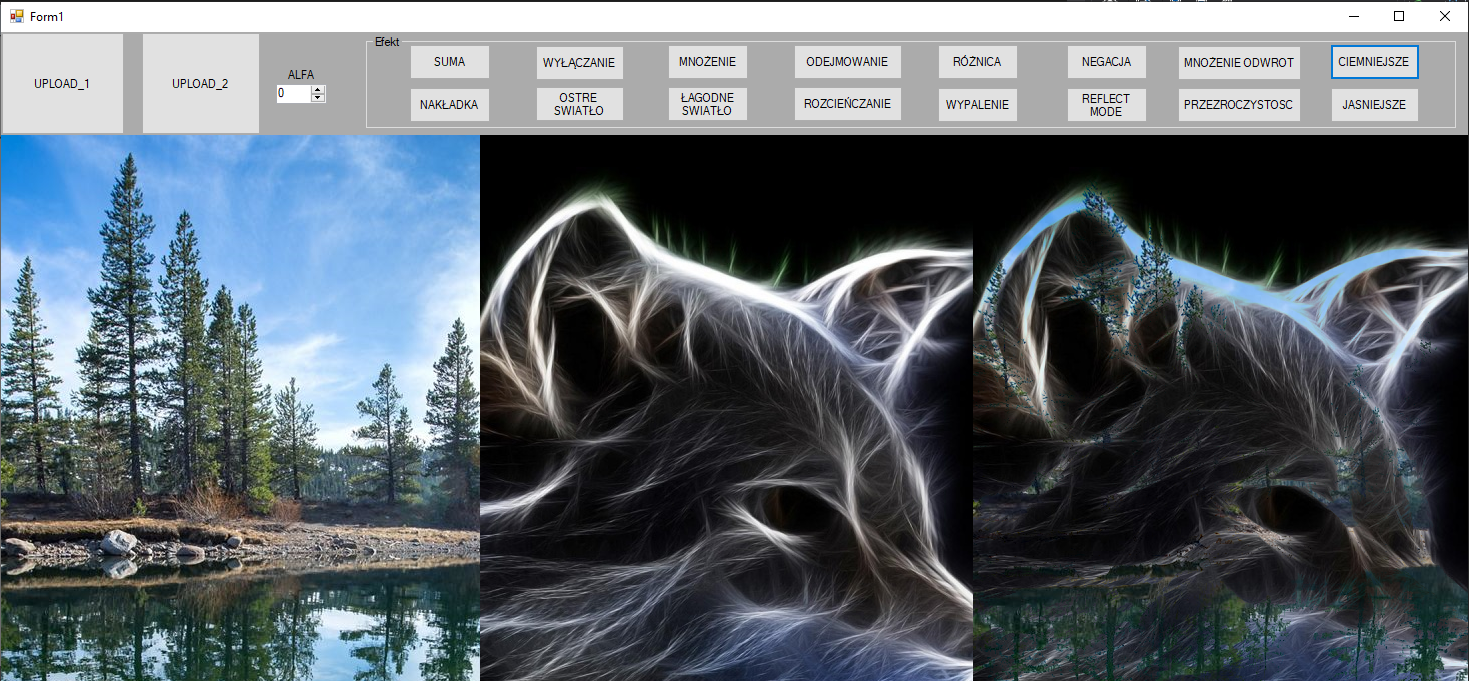 Form1
UPLOAD_1
UPLOAD_2
ALFA
0
Efekt
SUMA
WYŁĄCZANIE
MNOŻENIE
ODEJMOWANIE
RÓŻNICA
NEGACJA
MNOŻENIE ODWROT
CIEMNIEJSZE
NAKŁADKA
OSTRE
SWIATŁO
ŁAGODNE
SWIATŁO
ROZCIEŃCZANIE
WYPALENIE
REFLECT
MODE
PRZEZROCZYSTOSC
JASNIEJSZE